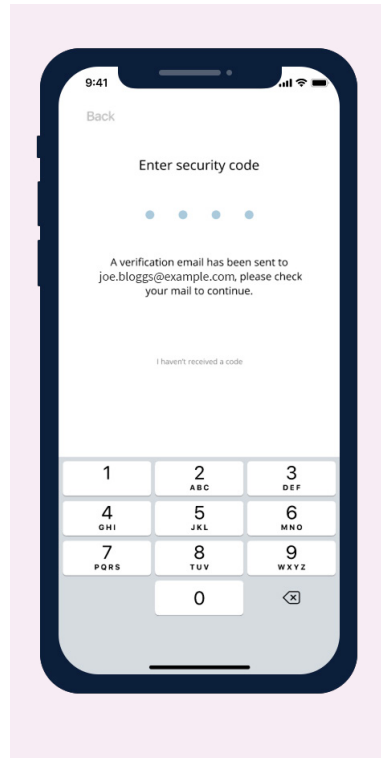 9:41
Back
Enter security code
A verification email has been sent to
joe.bloggs@example.com, please check
your mail to continue.
I haven't received a code
1 2 3
ABC DEF
4 5 6
GHI JKL MNO
7 8 9
PQRS TUV WXYZ
0